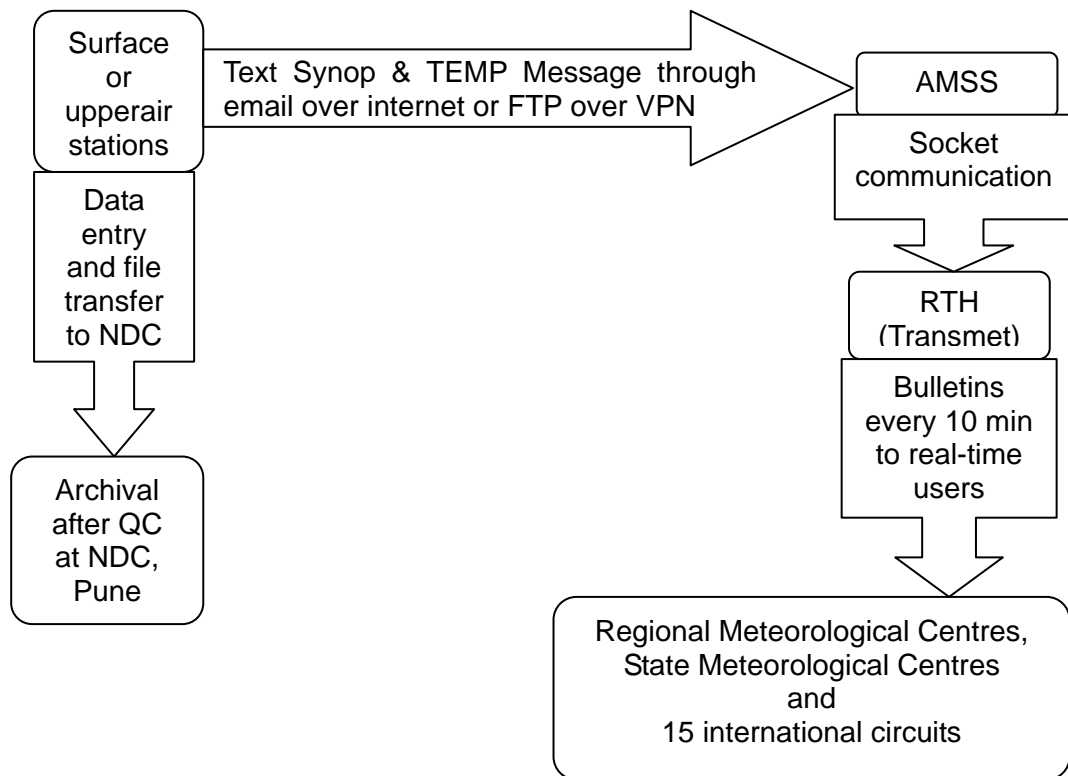 Surface
or
upperair
stations
Text Synop & TEMP Message through
email over internet or FTP over VPN
AMSS
Socket
communication
Data
entry
and file
transfer
to NDC
RTH
(Transmet)
Bulletins
every 10 min
to real-time
users
Archival
after QC
at NDC,
Pune
Regional Meteorological Centres,
State Meteorological Centres
and
15 international circuits